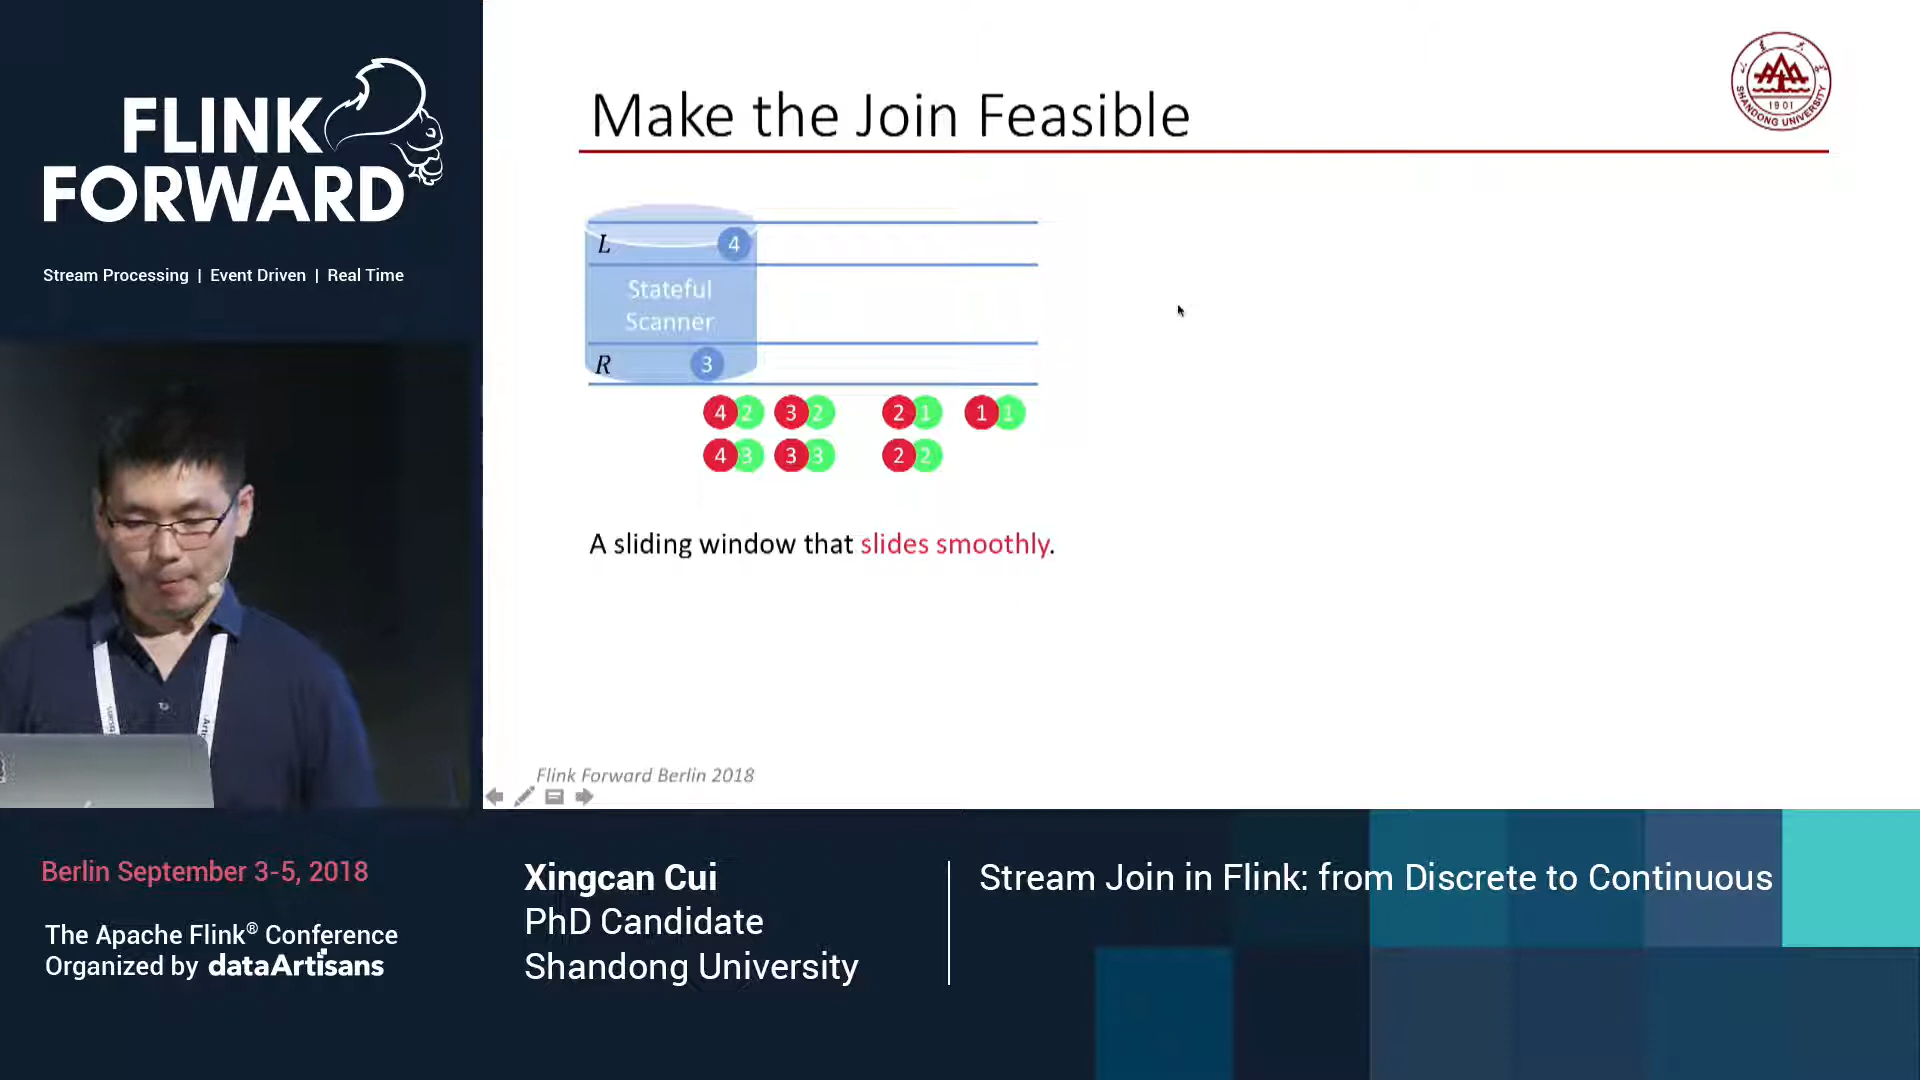 FLINK
FORWARD
Stream Processing | Event Driven | Real Time
Make the Join Feasible
SHANDONG UNIVERSITY
1901
L
4
Stateful
Scanner
R
3
4 2 3 2 2 1 1 1
4 3 3 3 2 2
A sliding window that slides smoothly.
Flink Forward Berlin 2018
Berlin September 3-5, 2018
The Apache Flink® Conference
Organized by dataArtisans
Xingcan Cui
PhD Candidate
Shandong University
Stream Join in Flink: from Discrete to Continuous